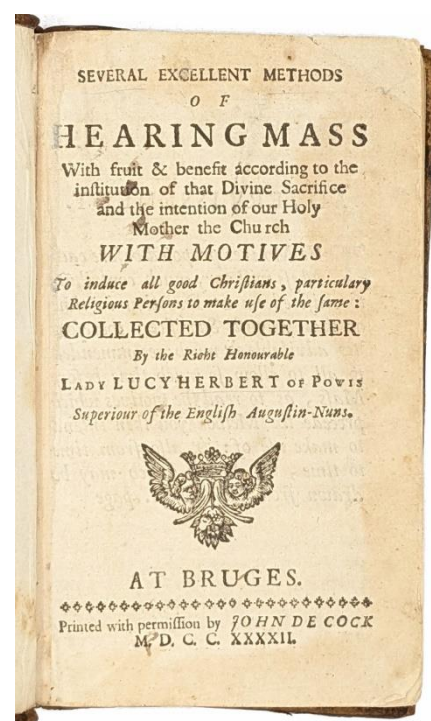 SEVERAL EXCELLENT METHODS
OF
HEARING MASS
With fruit & benefit according to the
inſtitution of that Divine Sacrifice
and the intention of our Holy
Mother the Chu rch
WITH MOTIVES
To induce all good Chriſtians, particulary
Religious Perſons to make uſe of the ſame:
COLLECTED TOGETHER
By the Right Honourable
LADY LUCY HERBERT OF POWIS
Superiour of the Engliſh Auguſtin-Nuns.
AT BRUGES.
Printed with permiſſion by JOHN DE COCK
M. D. C. C. XXXXII.